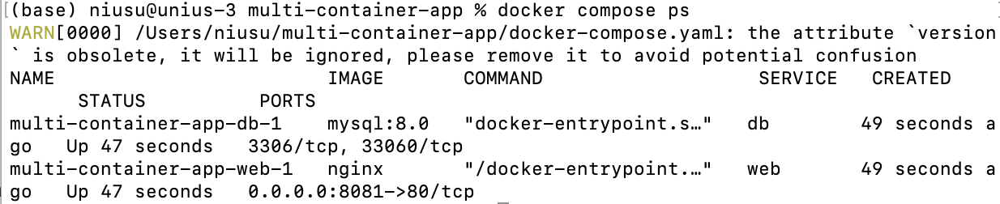 (base) niusu@unius-3 multi-container-app % docker compose ps
WARN[0000] /Users/niusu/multi-container-app/docker-compose.yaml: the attribute `version
` is obsolete, it will be ignored, please remove it to avoid potential confusion
NAME                        IMAGE       COMMAND                  SERVICE   CREATED
      STATUS          PORTS
multi-container-app-db-1    mysql:8.0   "docker-entrypoint.s…"   db        49 seconds a
go   Up 47 seconds   3306/tcp, 33060/tcp
multi-container-app-web-1   nginx       "/docker-entrypoint.…"   web       49 seconds a
go   Up 47 seconds   0.0.0.0:8081->80/tcp